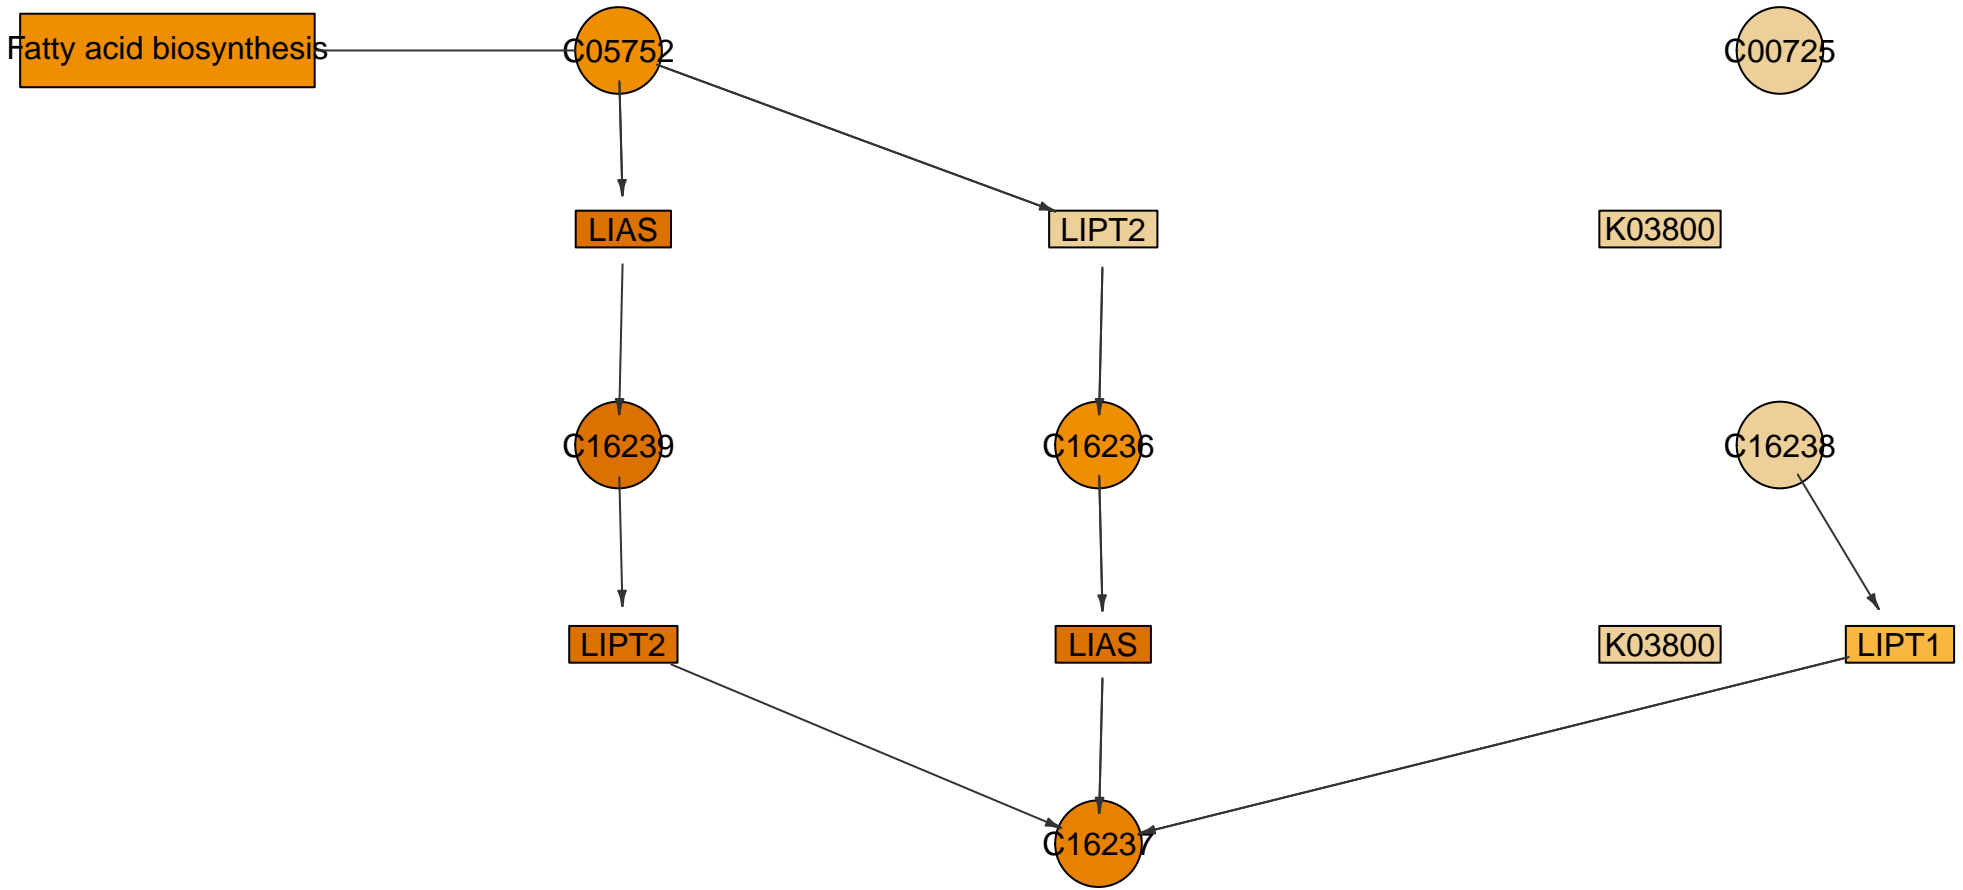 Fatty acid biosynthesis
C05752
C00725
LIAS
LIPT2
K03800
C16239
C16236
C16238
LIPT2
LIAS
K03800
LIPT1
C16237